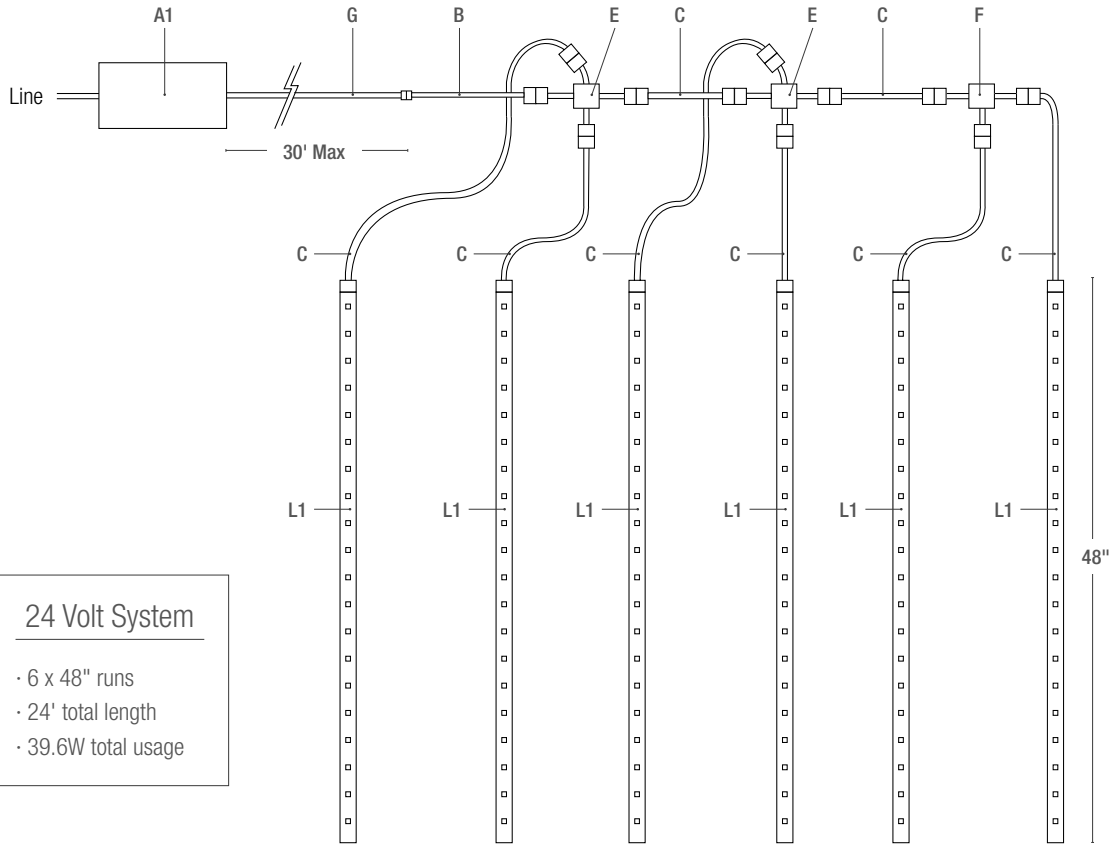 A1
G
B
E
C
E
C
F
Line
30' Max
C
C
C
C
C
C
L1
L1
L1
L1
L1
L1
48"
24 Volt System
· 6 x 48" runs
· 24' total length
· 39.6W total usage